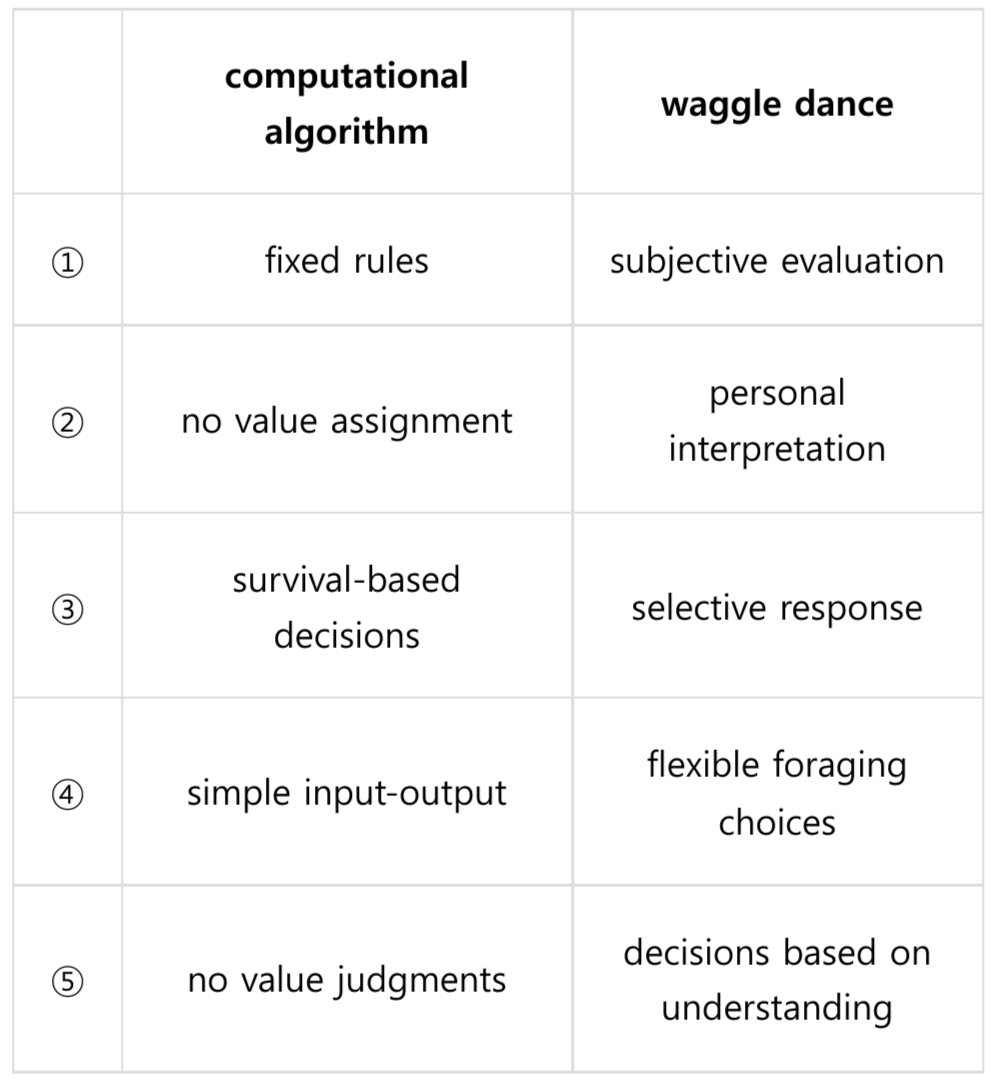 computational
algorithm
waggle dance
①
fixed rules
subjective evaluation
②
no value assignment
personal
interpretation
③
survival-based
decisions
selective response
④
simple input-output
flexible foraging
choices
⑤
no value judgments
decisions based on
understanding